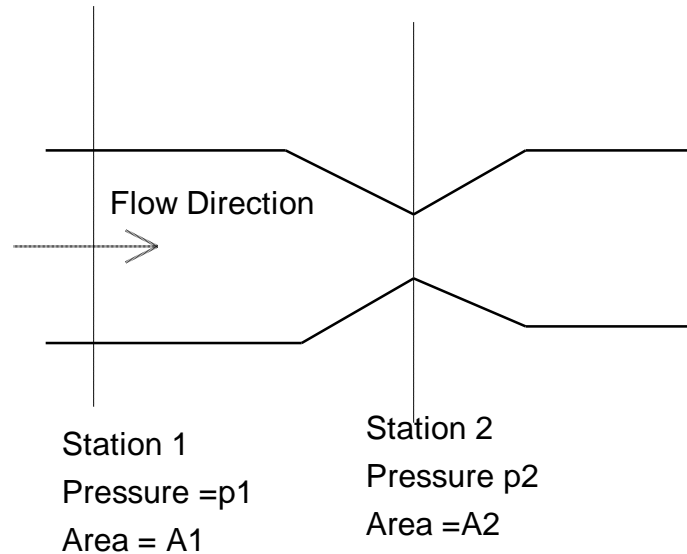 Flow Direction
Station 1
Pressure =p1
Area = A1
Station 2
Pressure p2
Area =A2